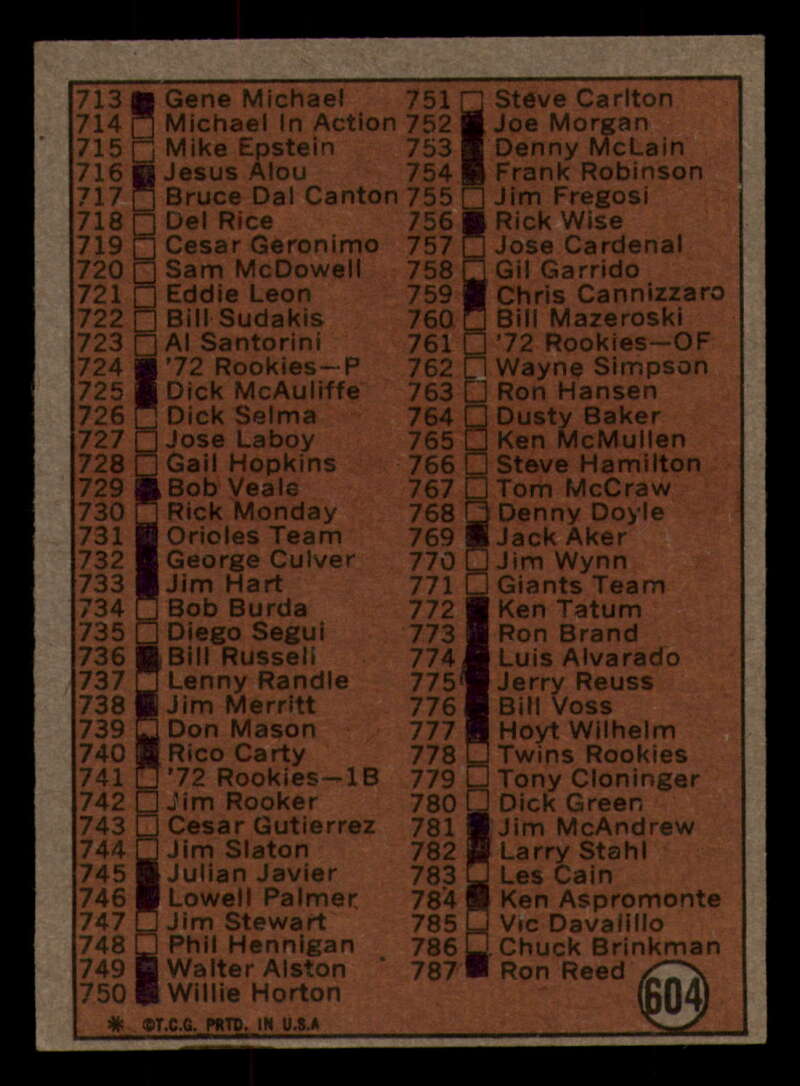 713 Gene Michael
714 Michael In Action
715 Mike Epstein
716 Jesus Alou
717 Bruce Dal Canton
718 Del Rice
719 Cesar Geronimo
720 Sam McDowell
721 Eddie Leon
722 Bill Sudakis
723 Al Santorini
724 '72 Rookies—P
725 Dick McAuliffe
726 Dick Selma
727 Jose Laboy
728 Gail Hopkins
729 Bob Veale
730 Rick Monday
731 Orioles Team
732 George Culver
733 Jim Hart
734 Bob Burda
735 Diego Segui
736 Bill Russell
737 Lenny Randle
738 Jim Merritt
739 Don Mason
740 Rico Carty
741 '72 Rookies—1B
742 Jim Rooker
743 Cesar Gutierrez
744 Jim Slaton
745 Julian Javier
746 Lowell Palmer
747 Jim Stewart
748 Phil Hennigan
749 Walter Alston
750 Willie Horton
751 Steve Carlton
752 Joe Morgan
753 Denny McLain
754 Frank Robinson
755 Jim Fregosi
756 Rick Wise
757 Jose Cardenal
758 Gil Garrido
759 Chris Cannizzaro
760 Bill Mazeroski
761 '72 Rookies—OF
762 Wayne Simpson
763 Ron Hansen
764 Dusty Baker
765 Ken McMullen
766 Steve Hamilton
767 Tom McCraw
768 Denny Doyle
769 Jack Aker
770 Jim Wynn
771 Giants Team
772 Ken Tatum
773 Ron Brand
774 Luis Alvarado
775 Jerry Reuss
776 Bill Voss
777 Hoyt Wilhelm
778 Twins Rookies
779 Tony Cloninger
780 Dick Green
781 Jim McAndrew
782 Larry Stahl
783 Les Cain
784 Ken Aspromonte
785 Vic Davalillo
786 Chuck Brinkman
787 Ron Reed
604
* ©T.C.G. PRTD. IN U.S.A